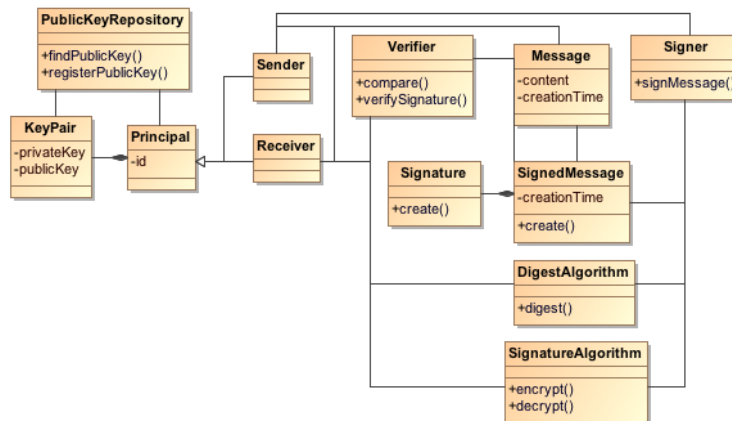 PublicKeyRepository
+findPublicKey()
+registerPublicKey()
KeyPair
-privateKey
-publicKey
Principal
-id
Sender
Receiver
Verifier
+compare()
+verifySignature()
Message
-content
-creationTime
Signer
+signMessage()
Signature
+create()
SignedMessage
-creationTime
+create()
DigestAlgorithm
+digest()
SignatureAlgorithm
+encrypt()
+decrypt()